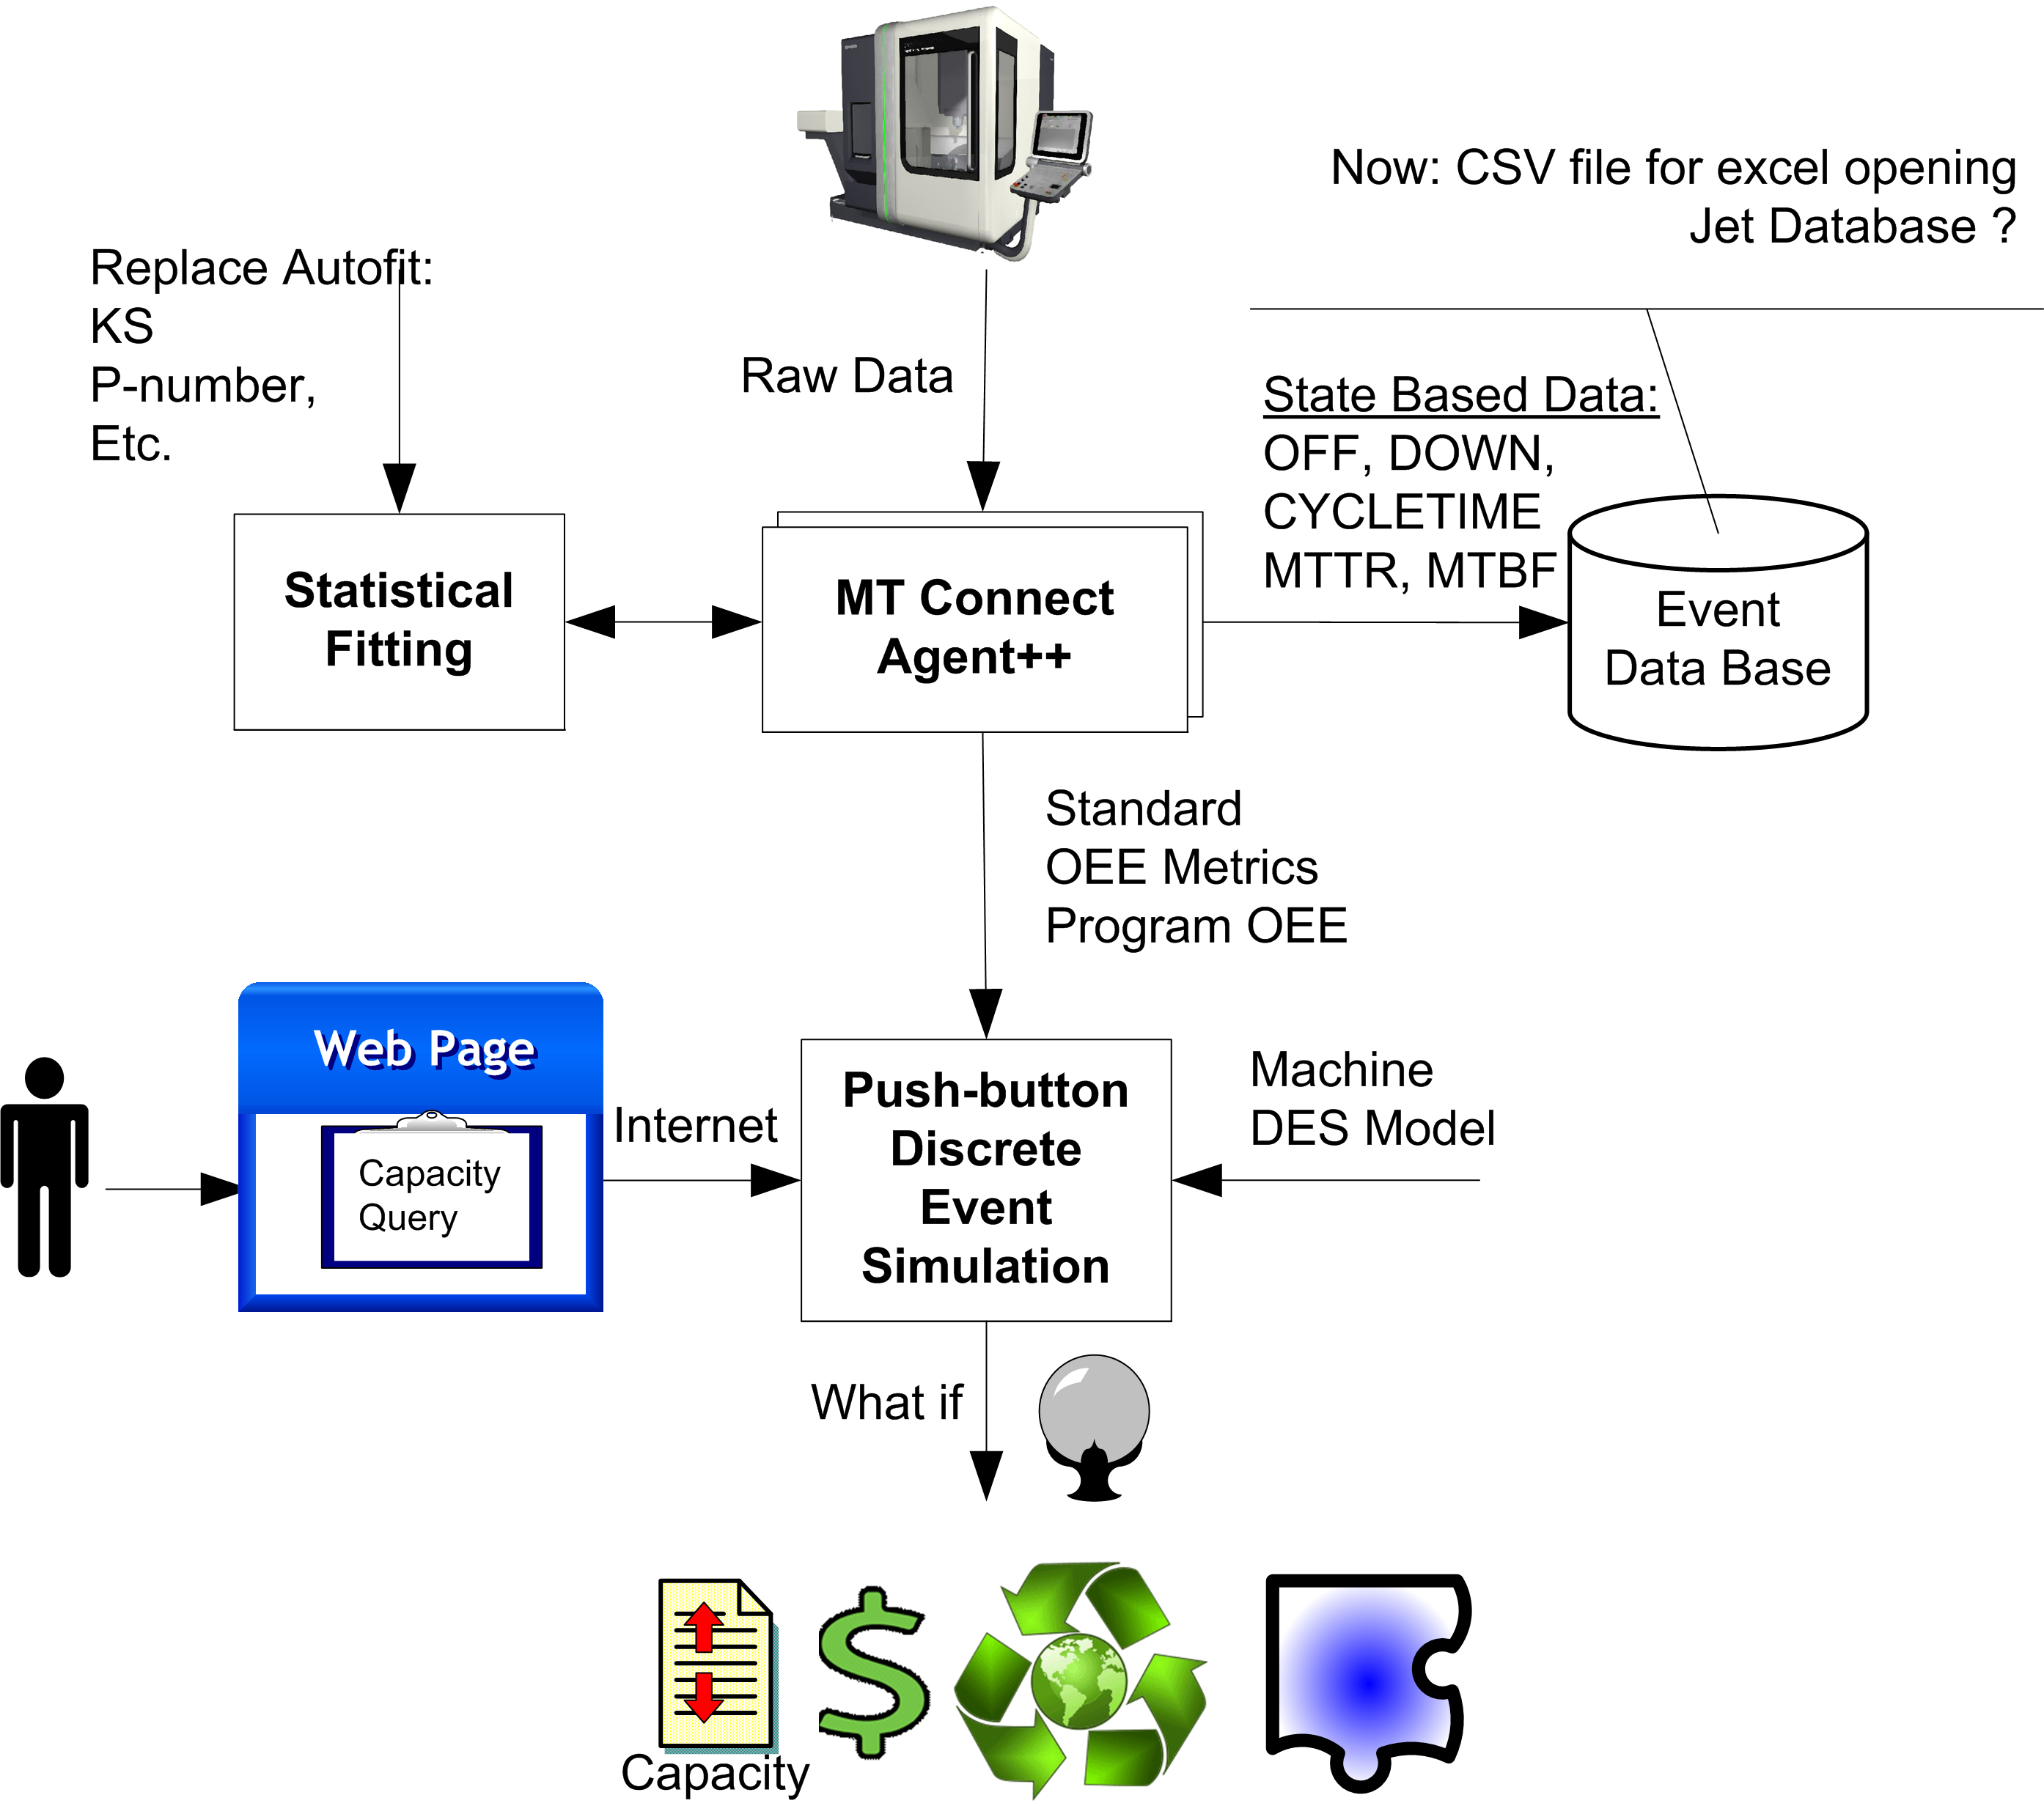 Now: CSV file for excel opening
Jet Database ?
Replace Autofit:
KS
P-number,
Etc.
Raw Data
State Based Data:
OFF, DOWN,
CYCLETIME
MTTR, MTBF
Statistical
Fitting
MT Connect
Agent++
Event
Data Base
Standard
OEE Metrics
Program OEE
Web Page
Capacity
Query
Internet
Push-button
Discrete
Event
Simulation
Machine
DES Model
What if
Capacity